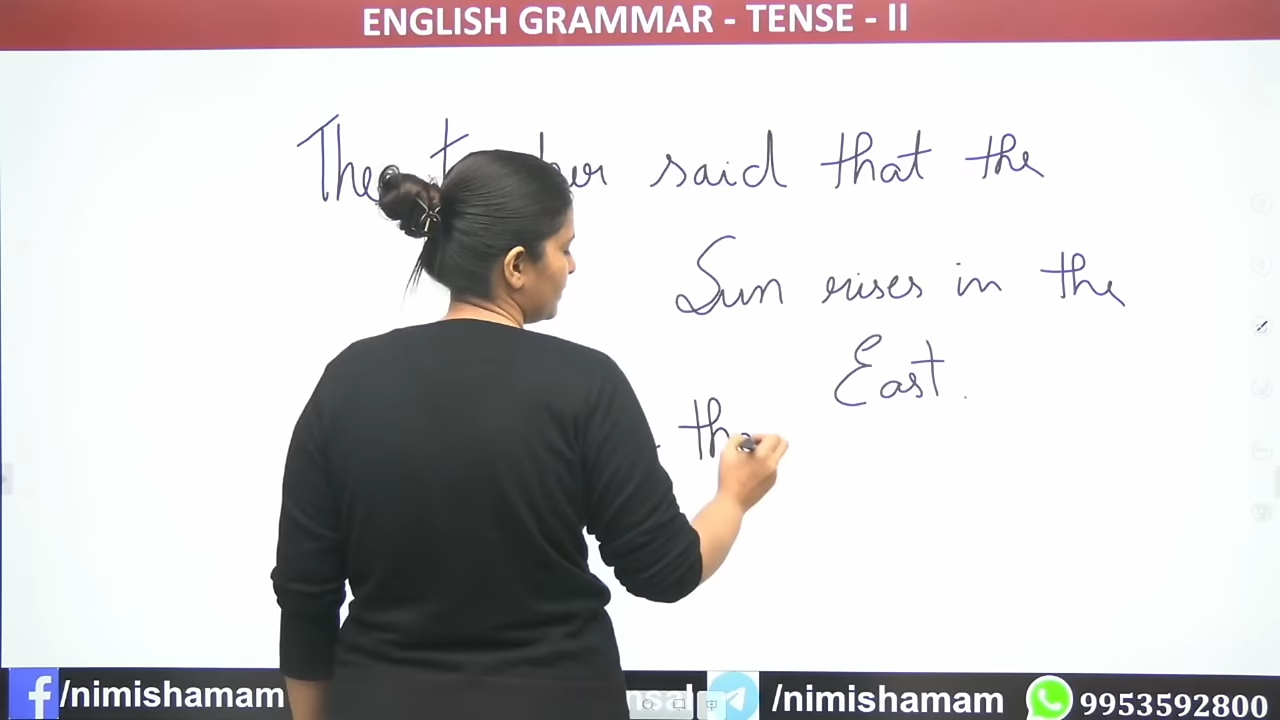 ENGLISH GRAMMAR - TENSE - II
The said that the
Sun rises in the
East.
/nimishamam
/nimishamam
9953592800